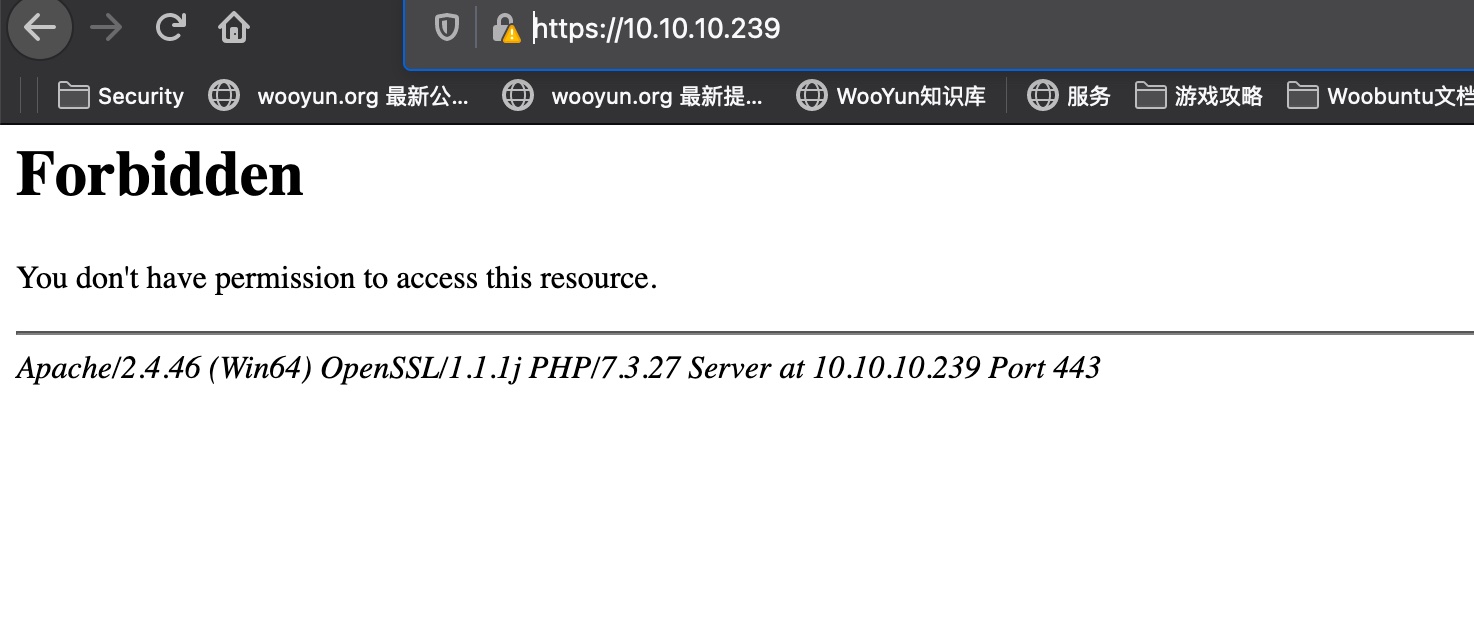 https://10.10.10.239
Security wooyun.org 最新公... wooyun.org 最新提... WooYun知识库 服务 游戏攻略 Woobuntu文档
Forbidden
You don't have permission to access this resource.
Apache/2.4.46 (Win64) OpenSSL/1.1.1j PHP/7.3.27 Server at 10.10.10.239 Port 443